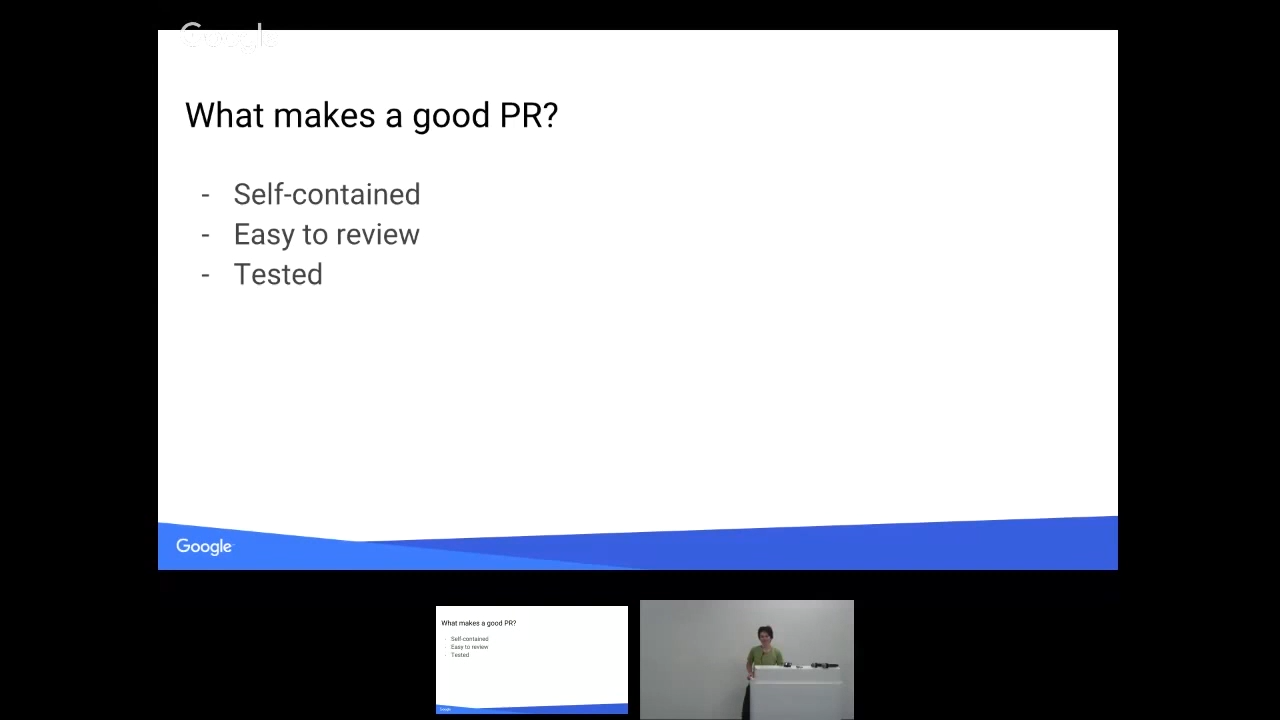 Google
What makes a good PR?
- Self-contained
- Easy to review
- Tested
Google
What makes a good PR?
- Self-contained
- Easy to review
- Tested
Google